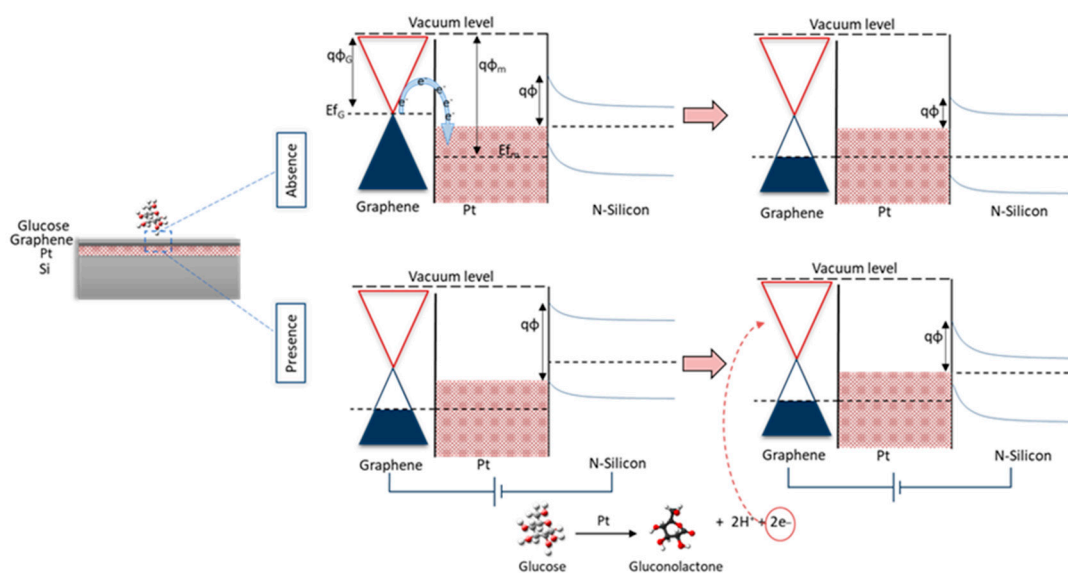 Vacuum level
Vacuum level
qϕG
qϕm
qϕ
qϕ
e-
e-
e-
e-
e-
EfG
Efm
Graphene
Pt
N-Silicon
Graphene
Pt
N-Silicon
Absence
Glucose
Graphene
Pt
Si
Presence
Vacuum level
Vacuum level
qϕ
qϕ
Graphene
Pt
N-Silicon
Graphene
Pt
N-Silicon
Pt
+ 2H⁺ + 2e–
Glucose
Gluconolactone